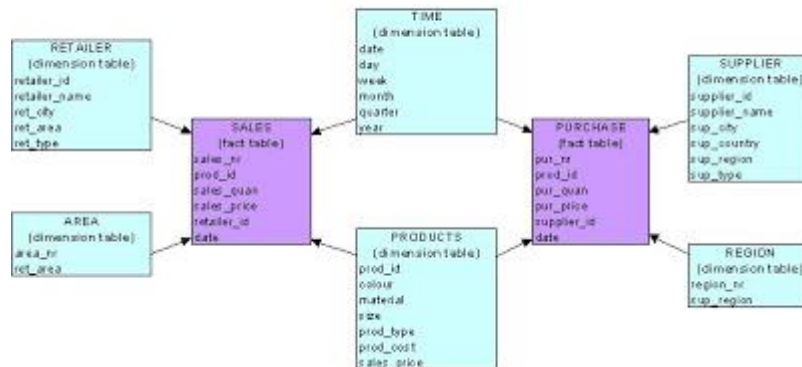 RETAILER
(dimension table)
retailer_id
retailer_name
ret_city
ret_area
ret_type
TIME
(dimension table)
date
day
week
month
quarter
year
SUPPLIER
(dimension table)
supplier_id
supplier_name
sup_city
sup_country
sup_region
sup_type
SALES
(fact table)
sales_nr
prod_id
sales_quan
sales_price
retailer_id
date
PURCHASE
(fact table)
pur_nr
prod_id
pur_quan
pur_price
supplier_id
date
AREA
(dimension table)
area_nr
ret_area
PRODUCTS
(dimension table)
prod_id
colour
material
size
prod_type
prod_cost
sales_price
REGION
(dimension table)
region_nr
sup_region